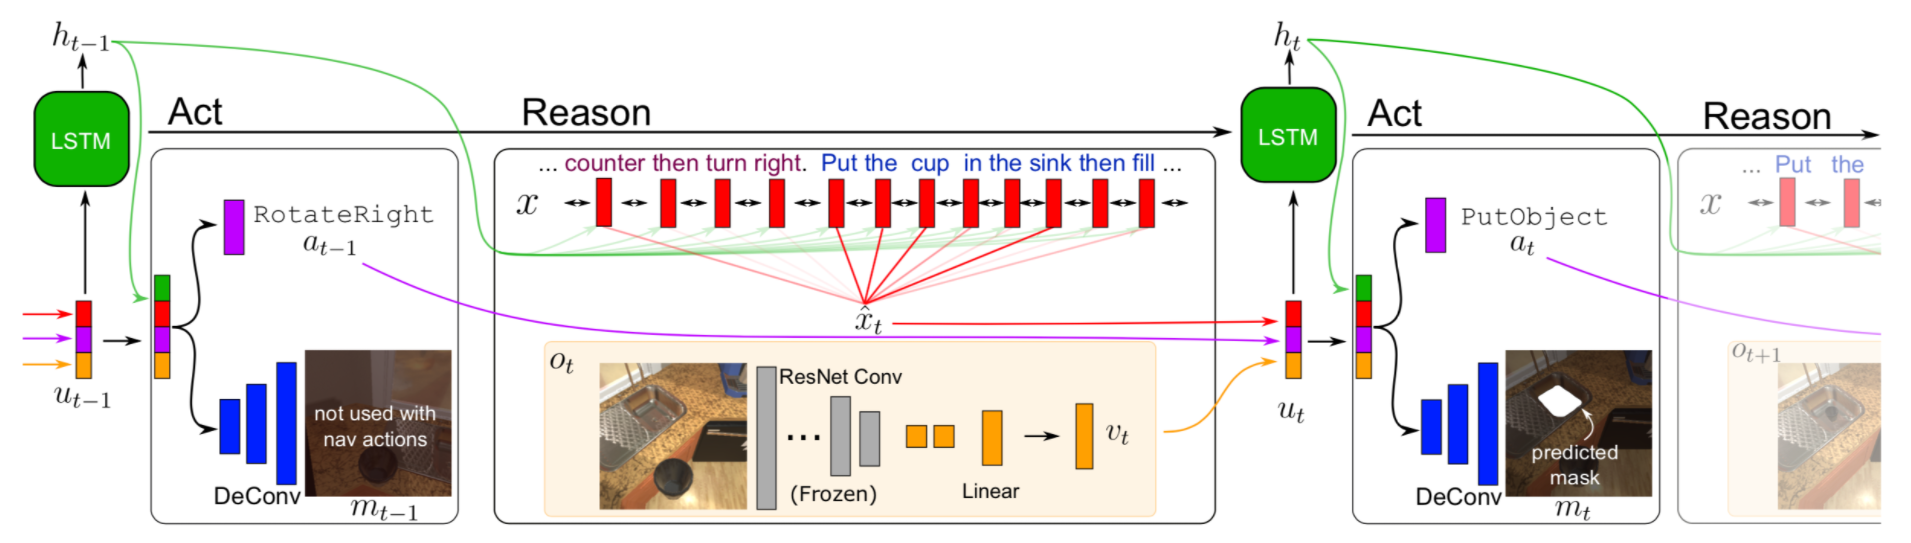 h_{t-1}
LSTM
u_{t-1}
Act
RotateRight
a_{t-1}
not used with
nav actions
DeConv
m_{t-1}
Reason
... counter then turn right. Put the cup in the sink then fill ...
x
x̂_t
o_t
ResNet Conv
...
(Frozen)
Linear
v_t
h_t
LSTM
u_t
Act
PutObject
a_t
predicted
mask
DeConv
m_t
Reason
... Put the
x
o_{t+1}